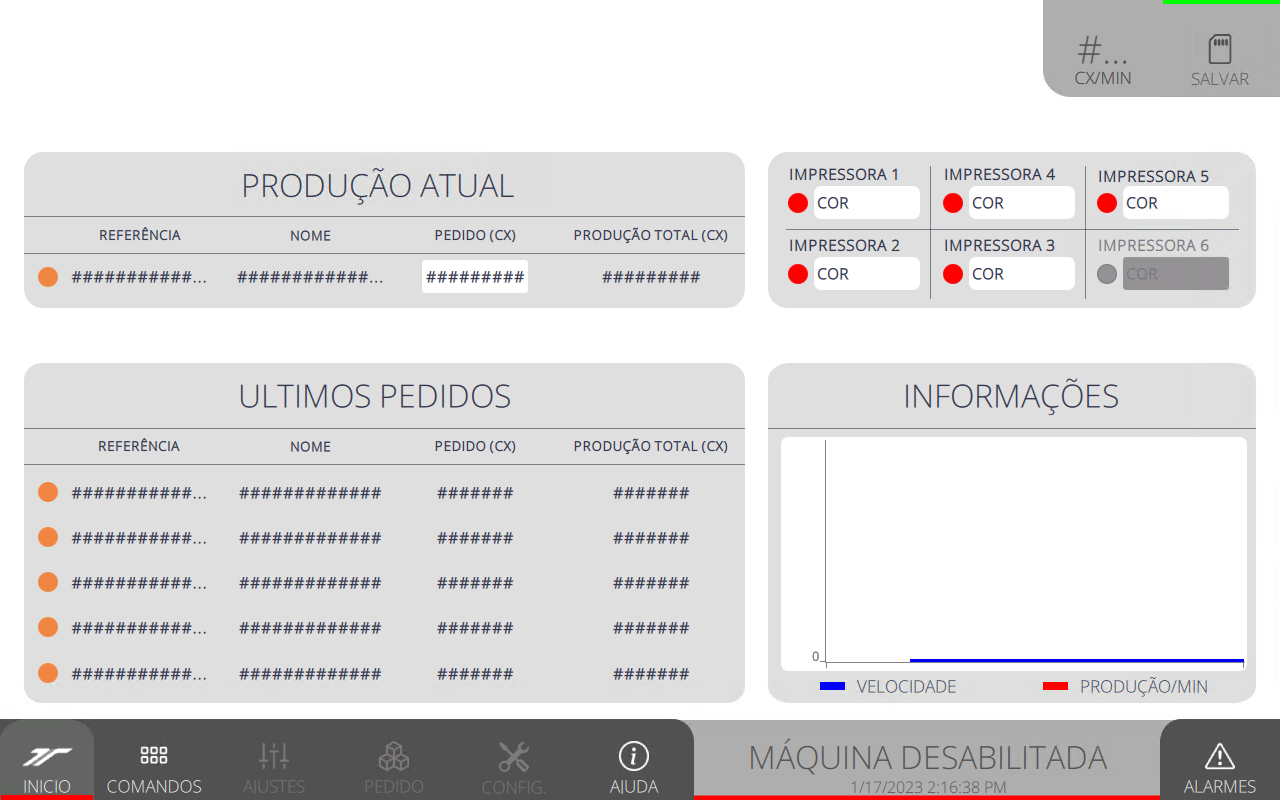 #...
CX/MIN
SALVAR
PRODUÇÃO ATUAL
REFERÊNCIA NOME PEDIDO (CX) PRODUÇÃO TOTAL (CX)
###########... ############... ######### #########
IMPRESSORA 1 IMPRESSORA 4 IMPRESSORA 5
COR COR COR
IMPRESSORA 2 IMPRESSORA 3 IMPRESSORA 6
COR COR COR
ULTIMOS PEDIDOS
REFERÊNCIA NOME PEDIDO (CX) PRODUÇÃO TOTAL (CX)
###########... ############# ####### #######
###########... ############# ####### #######
###########... ############# ####### #######
###########... ############# ####### #######
###########... ############# ####### #######
INFORMAÇÕES
0
VELOCIDADE PRODUÇÃO/MIN
INICIO COMANDOS AJUSTES PEDIDO CONFIG. AJUDA
MÁQUINA DESABILITADA
1/17/2023 2:16:38 PM
ALARMES